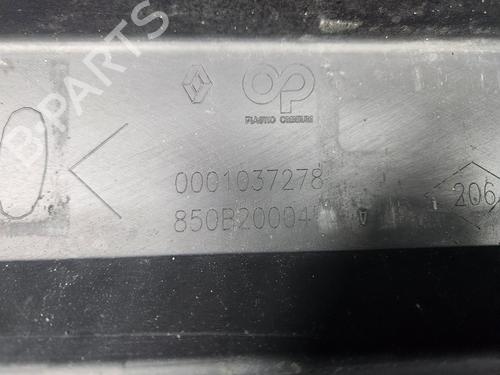 B-PARTS
OP
PLASTIC OMNIUM
0001037278
850B20004
A
206